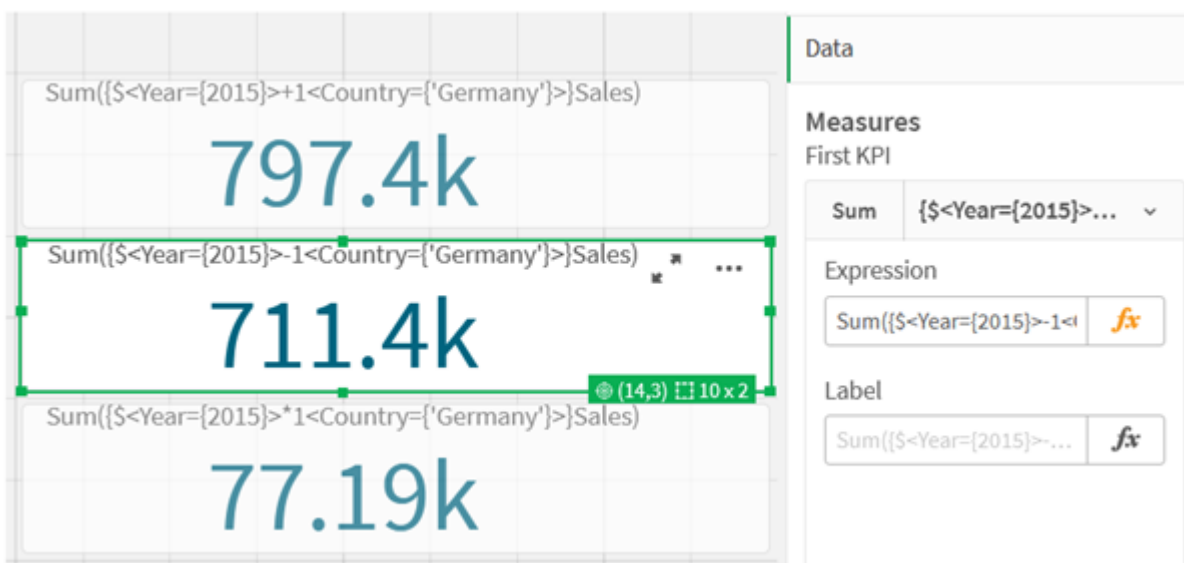 Sum({$<Year={2015}>+1<Country={'Germany'}>}Sales)
797.4k
Sum({$<Year={2015}>-1<Country={'Germany'}>}Sales)
711.4k
(14,3) 10 x 2
Sum({$<Year={2015}>*1<Country={'Germany'}>}Sales)
77.19k
Data
Measures
First KPI
Sum {$<Year={2015}>...
Expression
Sum({$<Year={2015}>-1<( fx
Label
Sum({$<Year={2015}>-... fx